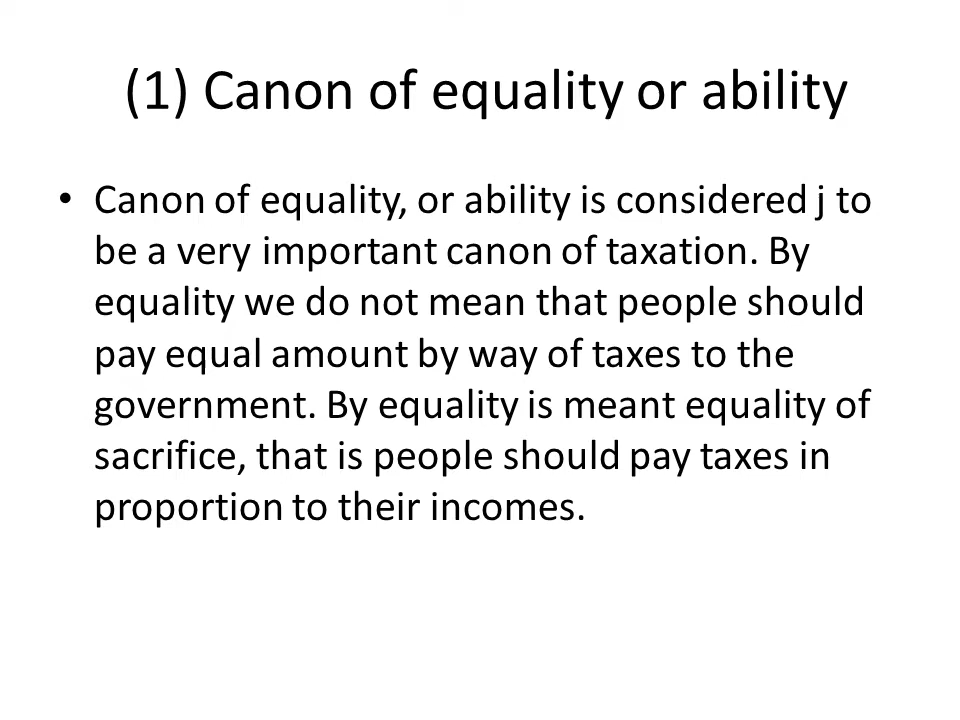 (1) Canon of equality or ability
• Canon of equality, or ability is considered j to
be a very important canon of taxation. By
equality we do not mean that people should
pay equal amount by way of taxes to the
government. By equality is meant equality of
sacrifice, that is people should pay taxes in
proportion to their incomes.